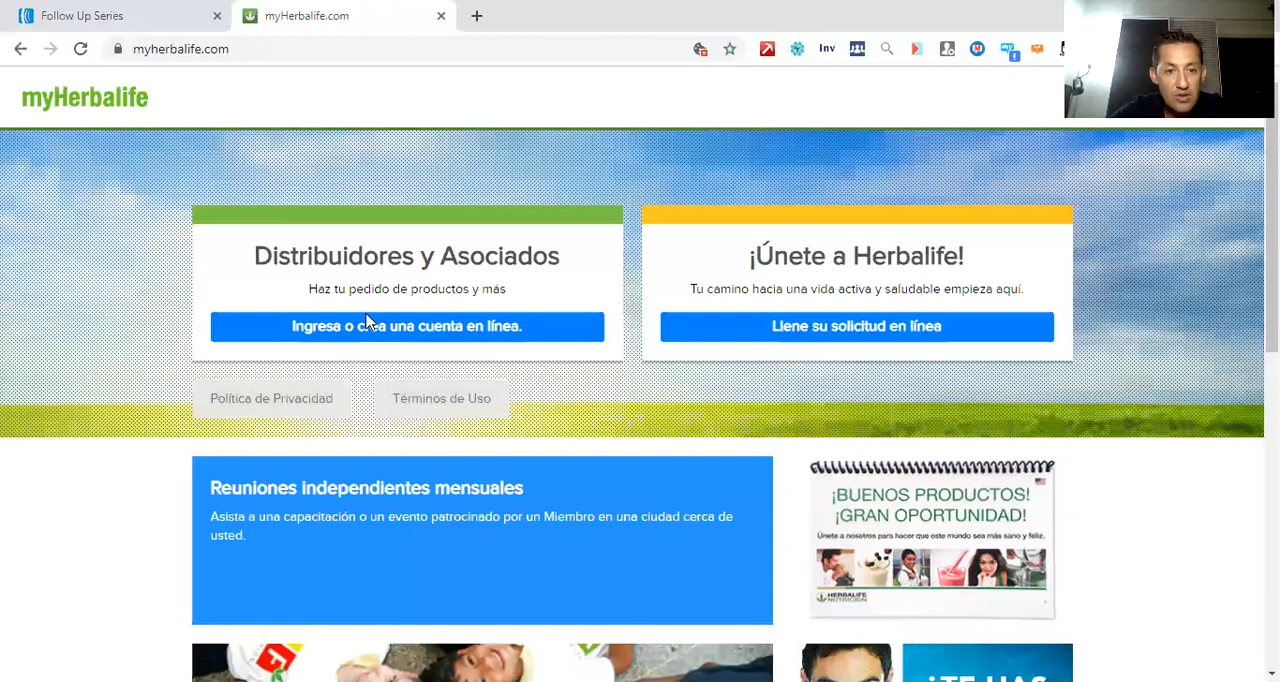 Follow Up Series
myHerbalife.com
myherbalife.com
Inv
myHerbalife
Distribuidores y Asociados
Haz tu pedido de productos y más
Ingresa o crea una cuenta en línea.
¡Únete a Herbalife!
Tu camino hacia una vida activa y saludable empieza aquí.
Llene su solicitud en línea
Política de Privacidad
Términos de Uso
Reuniones independientes mensuales
Asista a una capacitación o un evento patrocinado por un Miembro en una ciudad cerca de
usted.
¡BUENOS PRODUCTOS!
¡GRAN OPORTUNIDAD!
Únete a nosotros para hacer que este mundo sea más sano y feliz.
HERBALIFE
NUTRICIÓN
¿TE HAS